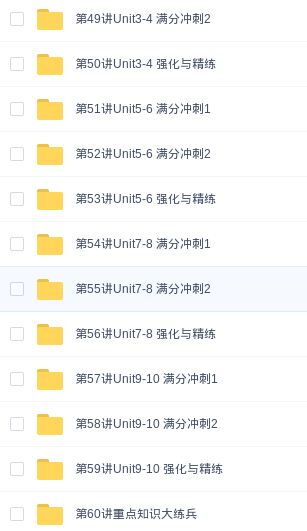 第49讲Unit3-4 满分冲刺2
第50讲Unit3-4 强化与精练
第51讲Unit5-6 满分冲刺1
第52讲Unit5-6 满分冲刺2
第53讲Unit5-6 强化与精练
第54讲Unit7-8 满分冲刺1
第55讲Unit7-8 满分冲刺2
第56讲Unit7-8 强化与精练
第57讲Unit9-10 满分冲刺1
第58讲Unit9-10 满分冲刺2
第59讲Unit9-10 强化与精练
第60讲重点知识大练兵